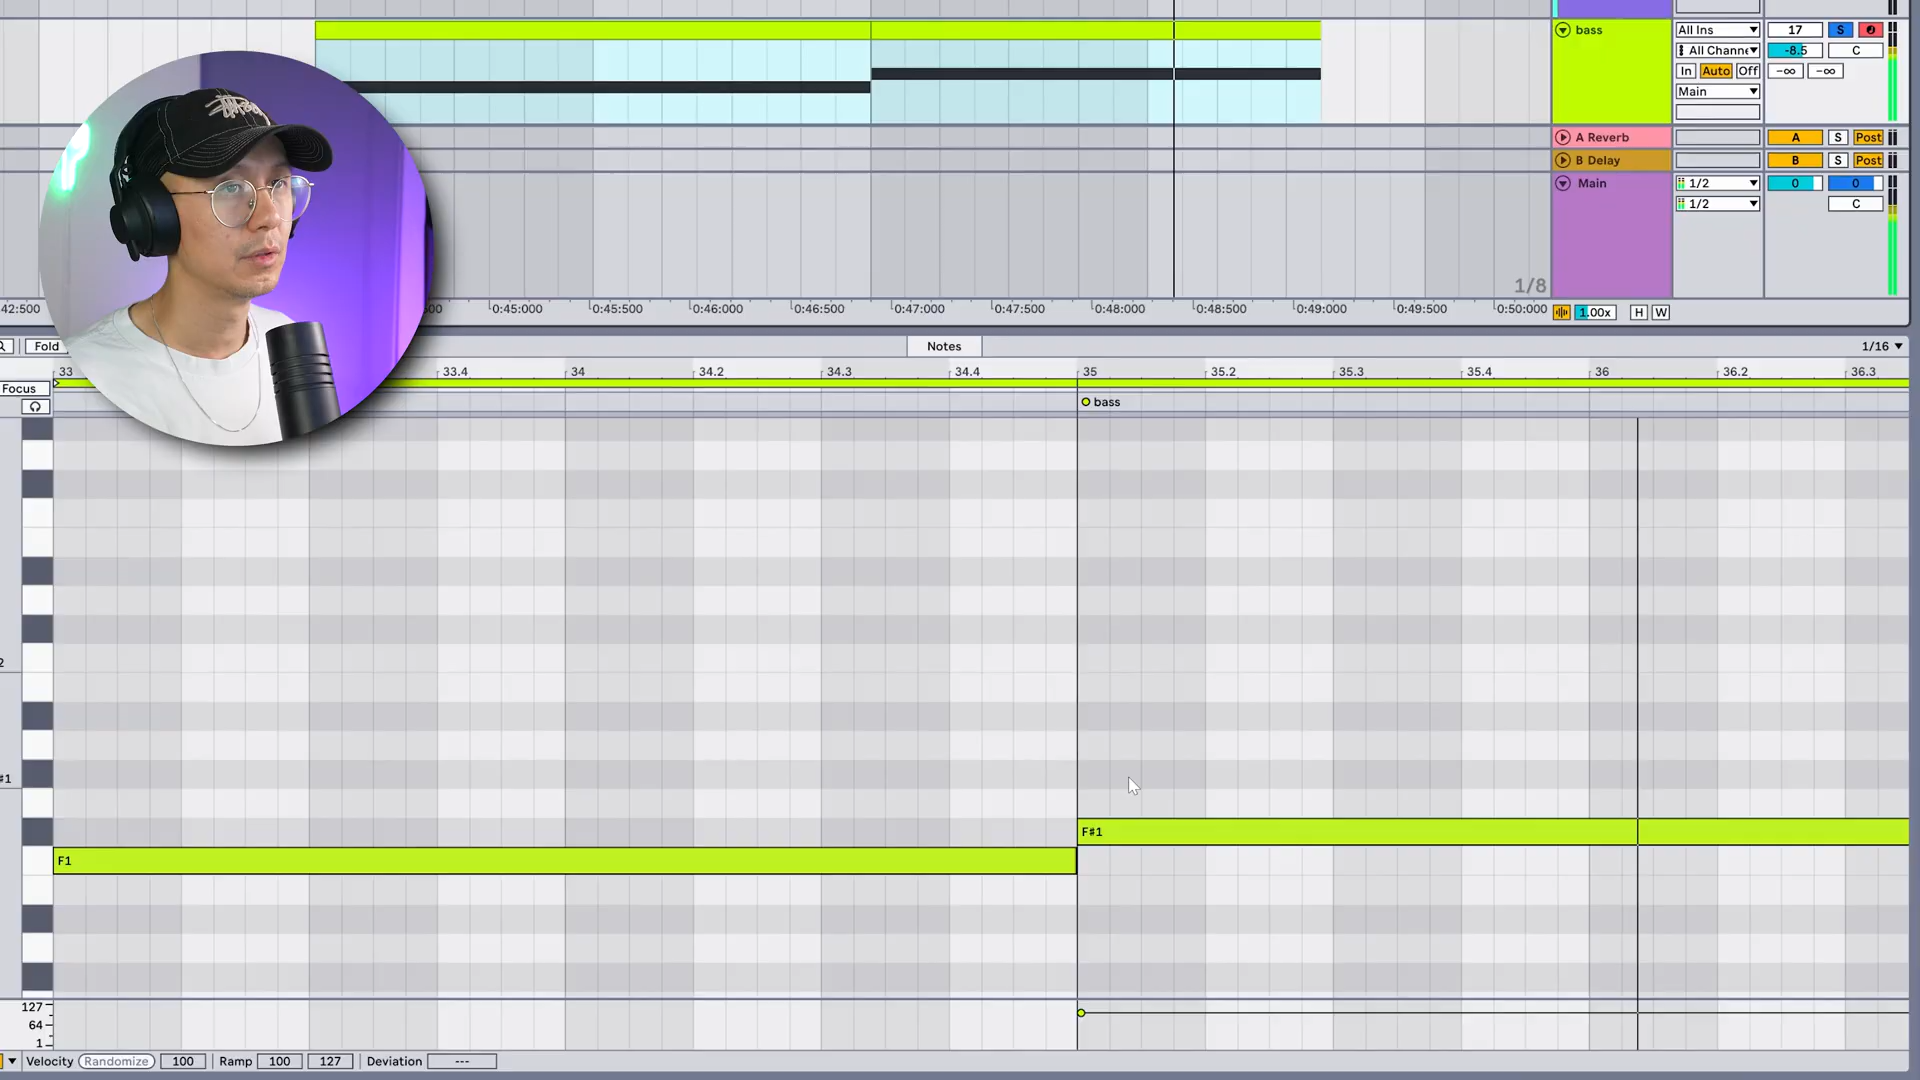 bass
All Ins
17
S
All Channe
-8.5
C
In
Auto
Off
-∞
-∞
Main
A Reverb
A
S
Post
B Delay
B
S
Post
Main
1/2
0
0
1/2
C
1/8
42:500
0:45:000
0:45:500
0:46:000
0:46:500
0:47:000
0:47:500
0:48:000
0:48:500
0:49:000
0:49:500
0:50:000
1.00x
H
W
Fold
Notes
1/16
33
33.4
34
34.2
34.3
34.4
35
35.2
35.3
35.4
36
36.2
36.3
Focus
bass
2
#1
F#1
F1
127
64
1
Velocity
Randomize
100
Ramp
100
127
Deviation
---